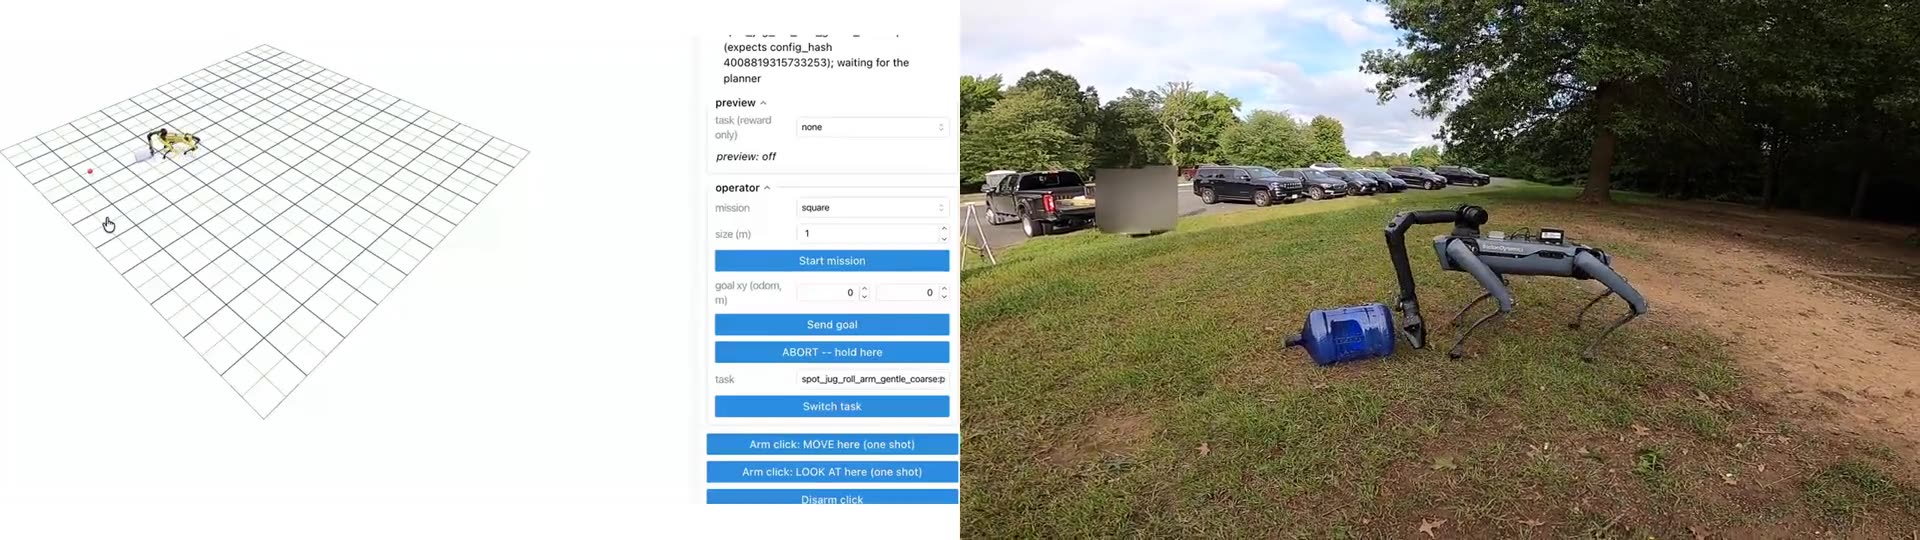 (expects config_hash
4008819315733253); waiting for the
planner
preview
task (reward
only)
none
preview: off
operator
mission
square
size (m)
1
Start mission
goal xy (odom,
m)
0
0
Send goal
ABORT -- hold here
task
spot_jug_roll_arm_gentle_coarse:p
Switch task
Arm click: MOVE here (one shot)
Arm click: LOOK AT here (one shot)
Disarm click
BostonDynamics